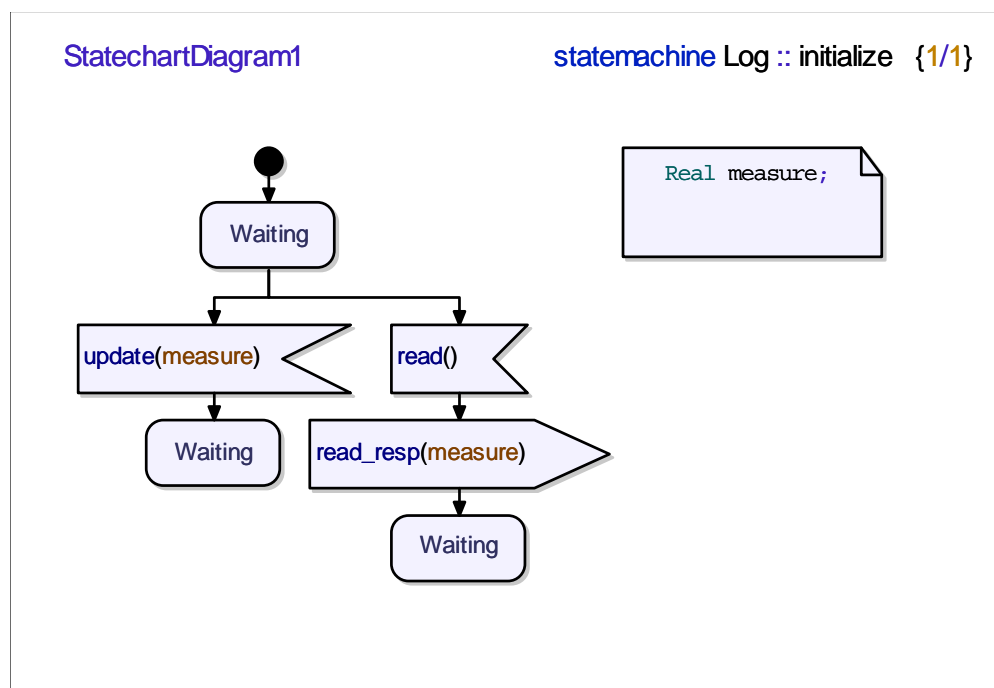 StatechartDiagram1
statemachine Log :: initialize {1/1}
Real measure;
Waiting
update(measure)
read()
Waiting
read_resp(measure)
Waiting